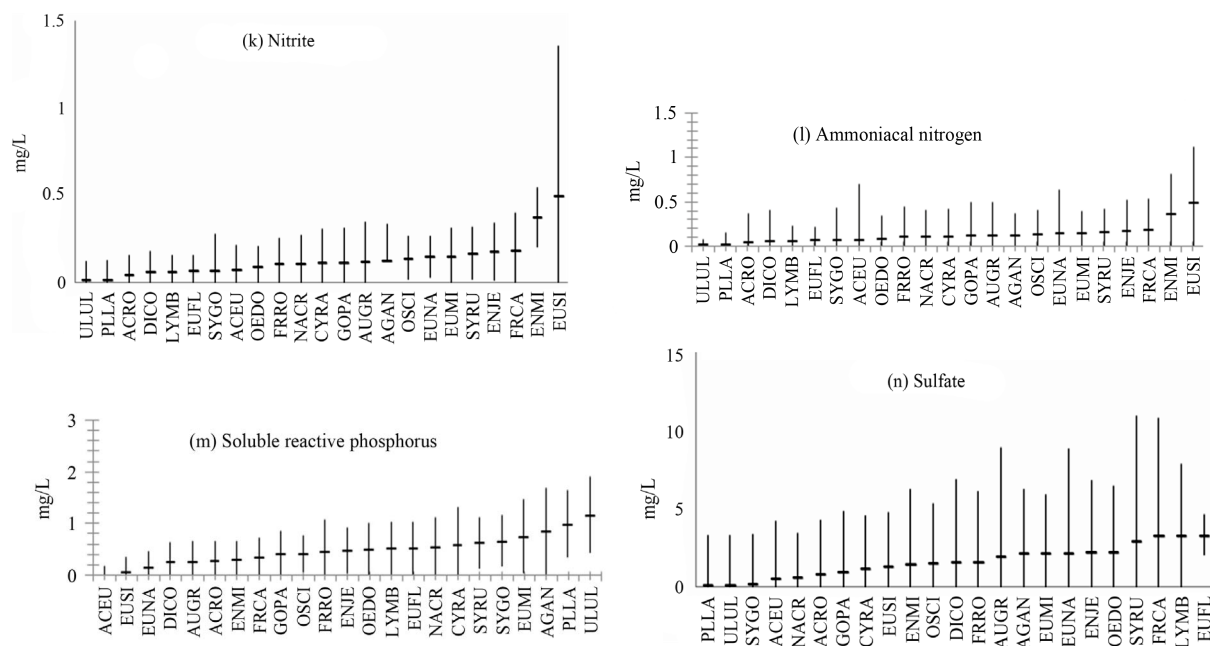 (k) Nitrite
mg/L
1.5
1
0.5
0
ULUL PLLA ACRO DICO LYMB EUFL SYGO ACEU OEDO FRRO NACR CYRA GOPA AUGR AGAN OSCI EUNA EUMI SYRU ENJE FRCA ENMI EUSI
(l) Ammoniacal nitrogen
mg/L
1.5
1
0.5
0
ULUL PLLA ACRO DICO LYMB EUFL SYGO ACEU OEDO FRRO NACR CYRA GOPA AUGR AGAN OSCI EUNA EUMI SYRU ENJE FRCA ENMI EUSI
(m) Soluble reactive phosphorus
mg/L
3
2
1
0
ACEU EUSI EUNA DICO AUGR ACRO ENMI FRCA GOPA OSCI FRRO ENJE OEDO LYMB EUFL NACR CYRA SYRU SYGO EUMI AGAN PLLA ULUL
(n) Sulfate
mg/L
15
10
5
0
PLLA ULUL SYGO ACEU NACR ACRO GOPA CYRA EUSI ENMI OSCI DICO FRRO AUGR AGAN EUMI EUNA ENJE OEDO SYRU FRCA LYMB EUFL